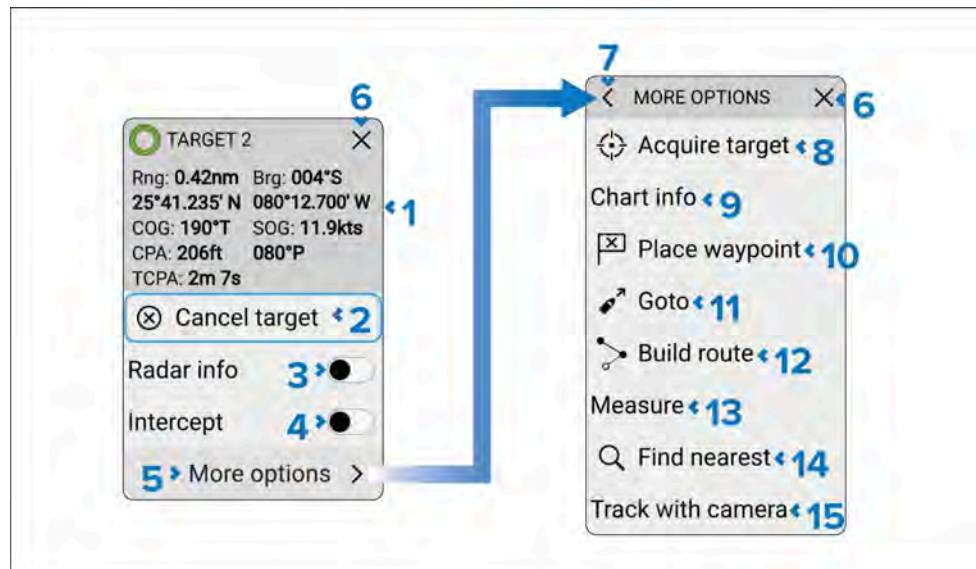 6
TARGET 2
Rng: 0.42nm Brg: 004°S
25°41.235' N 080°12.700' W
1
COG: 190°T SOG: 11.9kts
CPA: 206ft 080°P
TCPA: 2m 7s
Cancel target 2
Radar info 3
Intercept 4
5 More options >
7
< MORE OPTIONS X 6
Acquire target 8
Chart info 9
Place waypoint 10
Goto 11
Build route 12
Measure 13
Find nearest 14
Track with camera 15